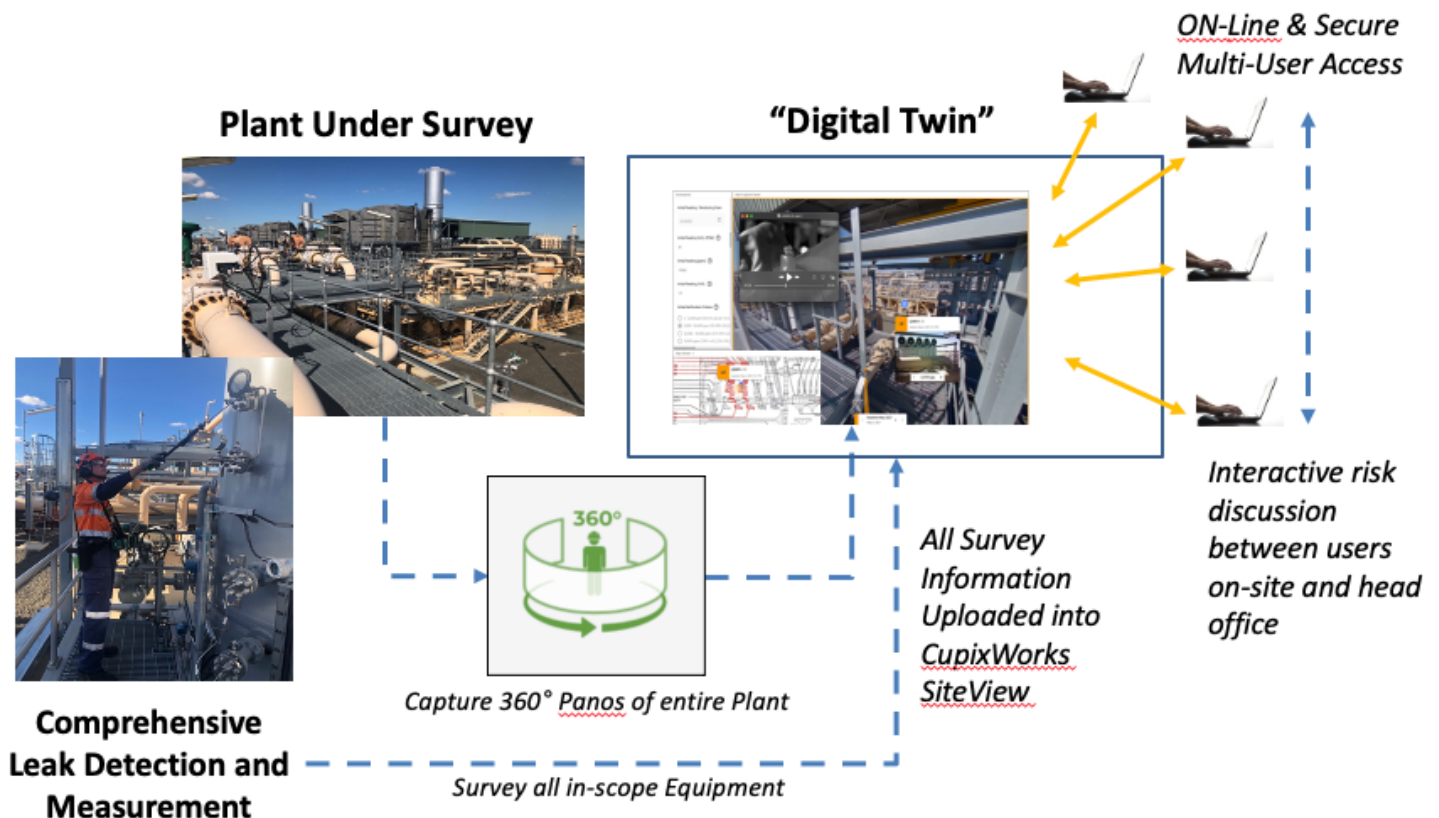 ON-Line & Secure
Multi-User Access
Plant Under Survey
“Digital Twin”
360°
Capture 360° Panos of entire Plant
All Survey
Information
Uploaded into
CupixWorks
SiteView
Interactive risk
discussion
between users
on-site and head
office
Comprehensive
Leak Detection and
Measurement
Survey all in-scope Equipment